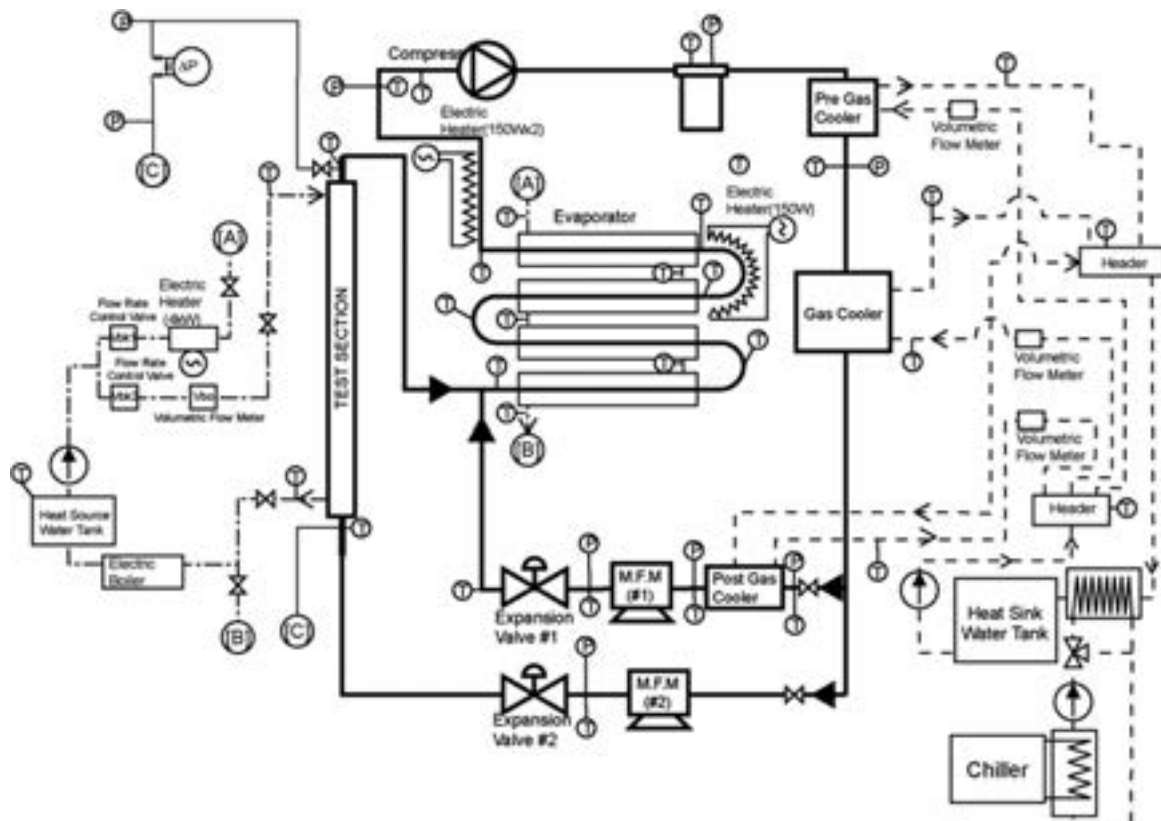 P
ΔP
P
[C]
T
Compress
T
T
Electric
Heater(150Wx2)
T
P
Pre Gas
Cooler
T
Volumetric
Flow Meter
T
P
T
[A]
T
Evaporator
T
T
Electric
Heater(150W)
T
T
T
T
T
T
T
T
T
T
[B]
T
[A]
Electric
Heater
Flow Rate
Control Valve
Flow Rate
Control Valve
Volumetric Flow Meter
TEST SECTION
Gas Cooler
T
T
Header
Volumetric
Flow Meter
Volumetric
Flow Meter
Header
T
T
T
Heat Source
Water Tank
Electric
Boiler
T
T
[B]
[C]
T
P
T
Expansion
Valve #1
M.F.M
(#1)
P
T
Post Gas
Cooler
P
T
Heat Sink
Water Tank
P
T
Expansion
Valve #2
M.F.M
(#2)
Chiller